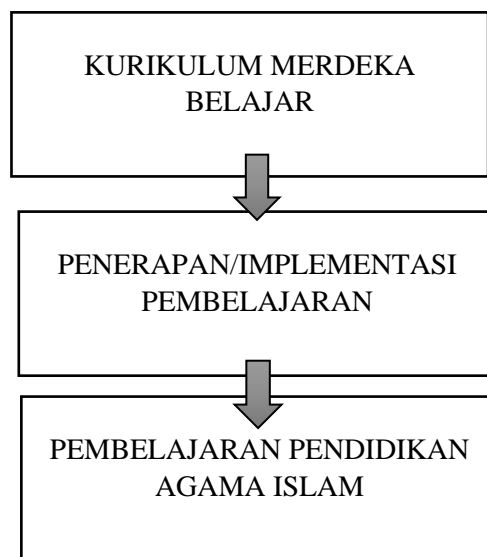 KURIKULUM MERDEKA
BELAJAR
PENERAPAN/IMPLEMENTASI
PEMBELAJARAN
PEMBELAJARAN PENDIDIKAN
AGAMA ISLAM